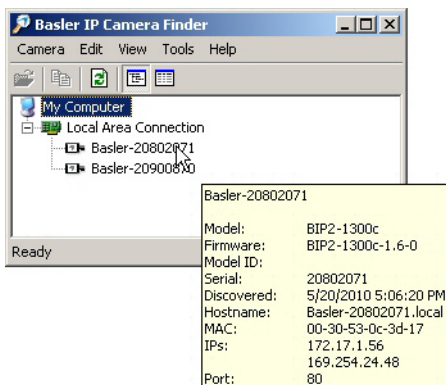 Basler IP Camera Finder
Camera Edit View Tools Help
My Computer
Local Area Connection
Basler-20802071
Basler-20900810
Ready
Basler-20802071
Model: BIP2-1300c
Firmware: BIP2-1300c-1.6-0
Model ID:
Serial: 20802071
Discovered: 5/20/2010 5:06:20 PM
Hostname: Basler-20802071.local
MAC: 00-30-53-0c-3d-17
IPs: 172.17.1.56
169.254.24.48
Port: 80